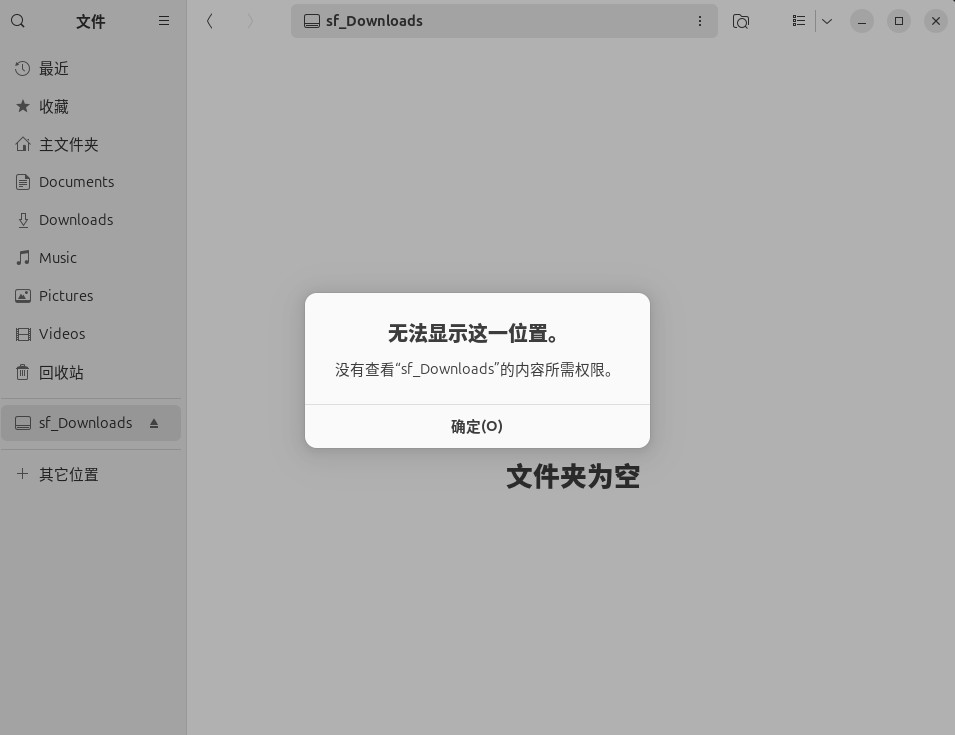 文件
sf_Downloads
最近
收藏
主文件夹
Documents
Downloads
Music
Pictures
Videos
回收站
sf_Downloads
其它位置
无法显示这一位置。
没有查看“sf_Downloads”的内容所需权限。
确定(O)
文件夹为空